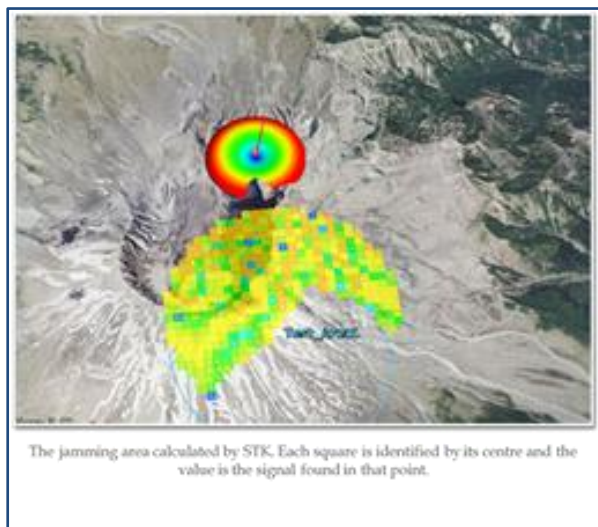 Test_Area1
The jamming area calculated by STK. Each square is identified by its centre and the
value is the signal found in that point.